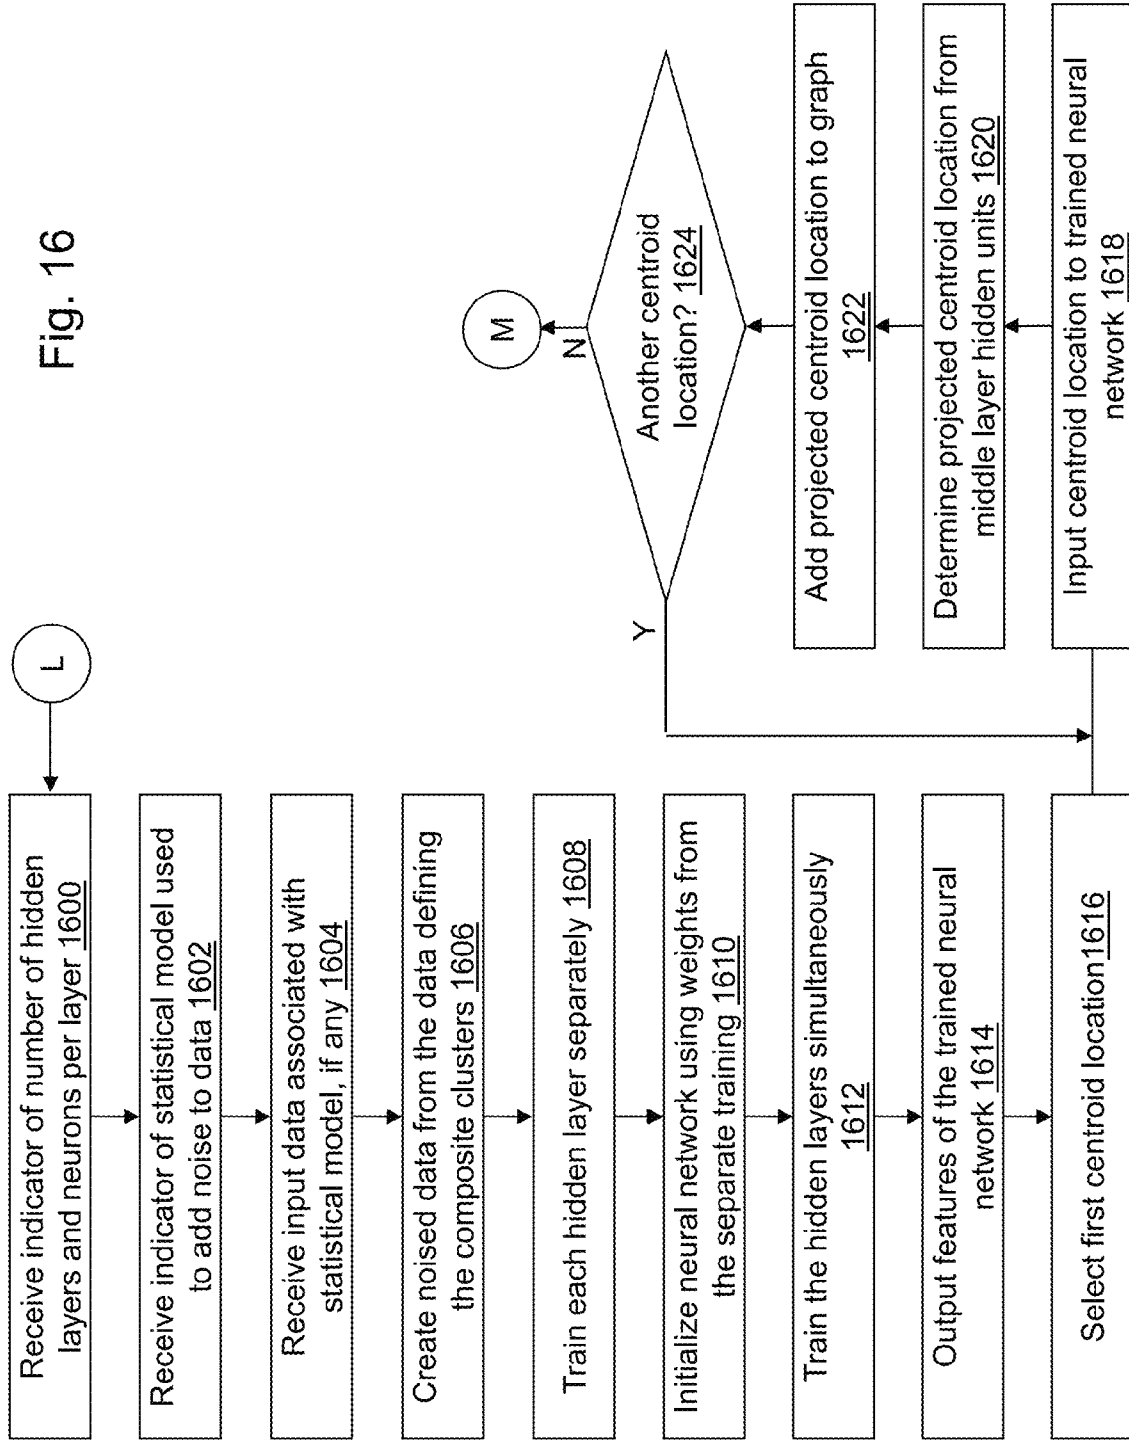 Fig. 16
L
Receive indicator of number of hidden
layers and neurons per layer 1600
Receive indicator of statistical model used
to add noise to data 1602
Receive input data associated with
statistical model, if any 1604
Create noised data from the data defining
the composite clusters 1606
Train each hidden layer separately 1608
Initialize neural network using weights from
the separate training 1610
Train the hidden layers simultaneously
1612
Output features of the trained neural
network 1614
Select first centroid location1616
Input centroid location to trained neural
network 1618
Determine projected centroid location from
middle layer hidden units 1620
Add projected centroid location to graph
1622
Another centroid
location? 1624
Y
N
M